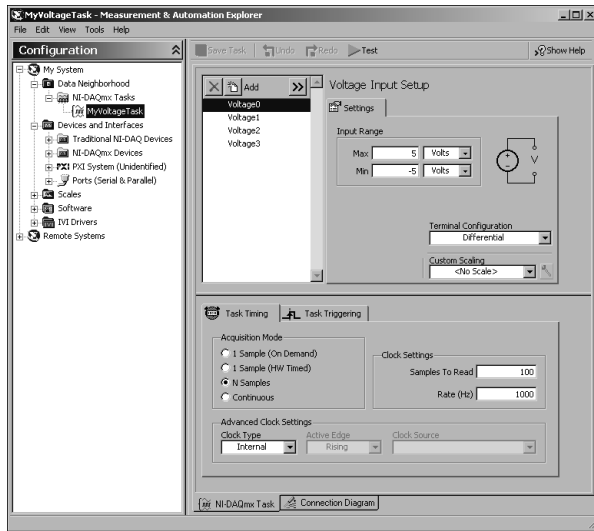 MyVoltageTask - Measurement & Automation Explorer
File Edit View Tools Help
Configuration
Save Task Undo Redo Test Show Help
My System
Data Neighborhood
NI-DAQmx Tasks
MyVoltageTask
Devices and Interfaces
Traditional NI-DAQ Devices
NI-DAQmx Devices
PXI PXI System (Unidentified)
Ports (Serial & Parallel)
Scales
Software
IVI Drivers
Remote Systems
Add
Voltage0
Voltage1
Voltage2
Voltage3
Voltage Input Setup
Settings
Input Range
Max 5 Volts
Min -5 Volts
V
Terminal Configuration
Differential
Custom Scaling
<No Scale>
Task Timing Task Triggering
Acquisition Mode
1 Sample (On Demand)
1 Sample (HW Timed)
N Samples
Continuous
Clock Settings
Samples To Read 100
Rate (Hz) 1000
Advanced Clock Settings
Clock Type Active Edge Clock Source
Internal Rising
NI-DAQmx Task Connection Diagram